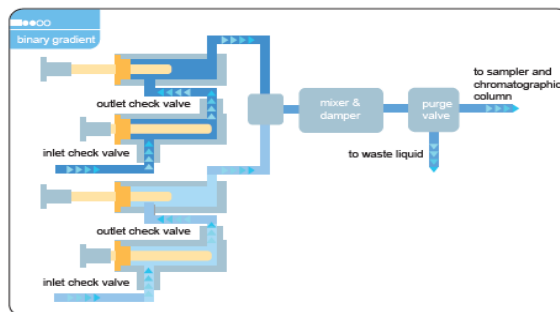 binary gradient
to sampler and
chromatographic
column
outlet check valve
mixer &
damper
purge
valve
inlet check valve
to waste liquid
outlet check valve
inlet check valve